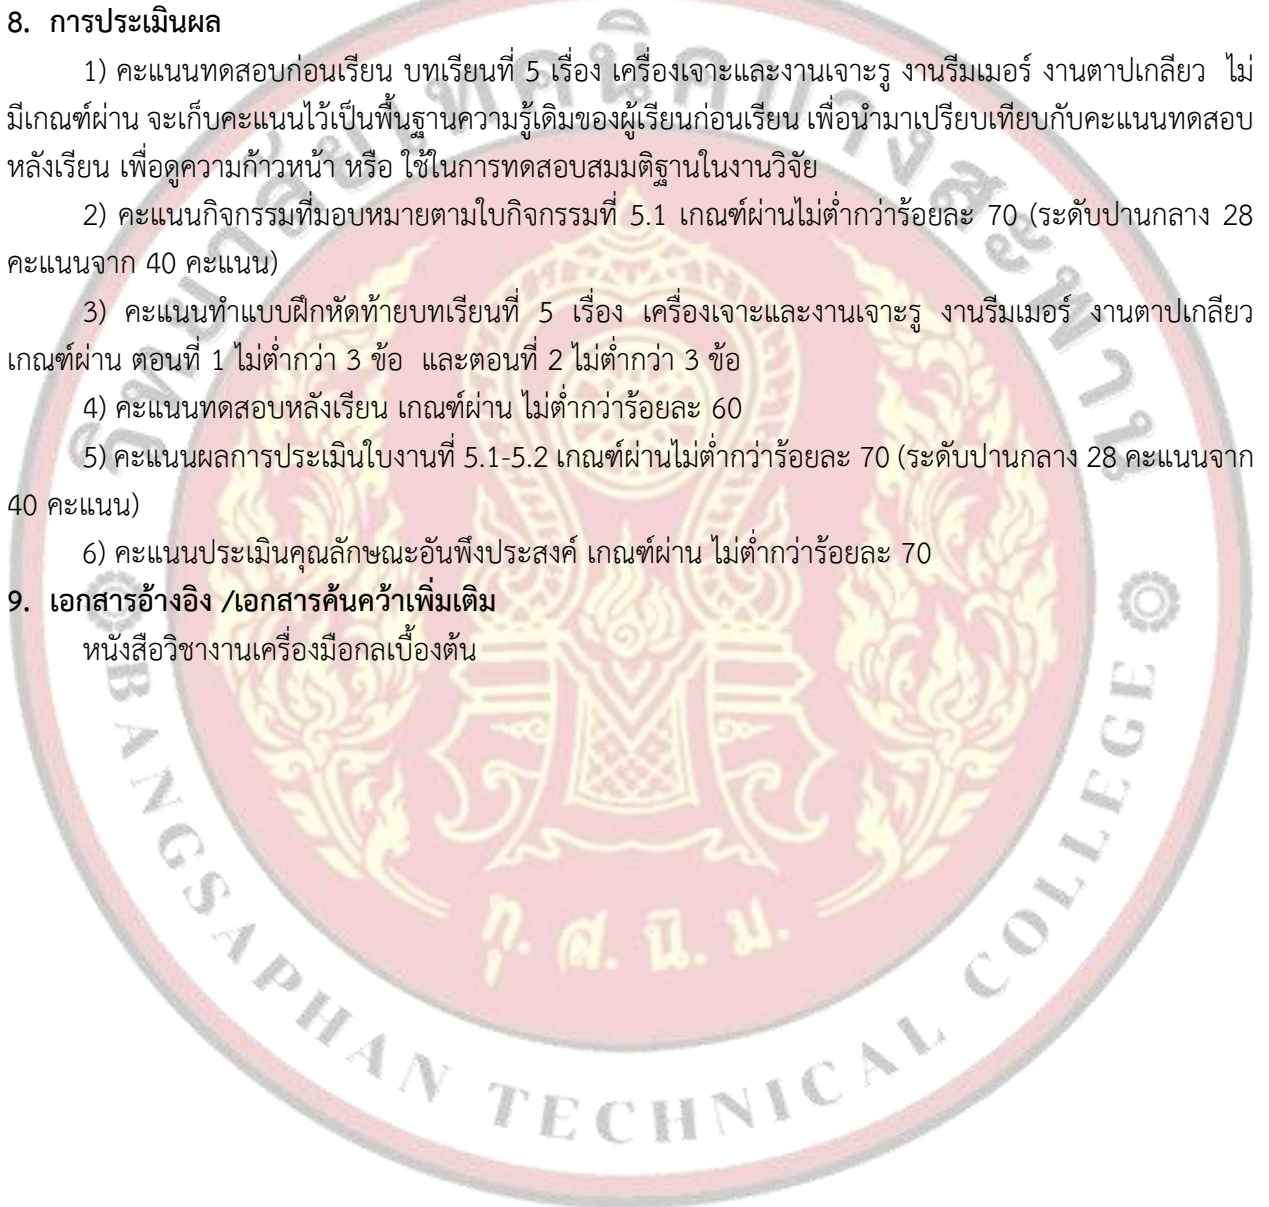 8. การประเมินผล
1) คะแนนทดสอบก่อนเรียน บทเรียนที่ 5 เรื่อง เครื่องเจาะและงานเจาะรู งานรีมเมอร์ งานตาปเกลียว ไม่
มีเกณฑ์ผ่าน จะเก็บคะแนนไว้เป็นพื้นฐานความรู้เดิมของผู้เรียนก่อนเรียน เพื่อนำมาเปรียบเทียบกับคะแนนทดสอบ
หลังเรียน เพื่อดูความก้าวหน้า หรือ ใช้ในการทดสอบสมมติฐานในงานวิจัย
2) คะแนนกิจกรรมที่มอบหมายตามใบกิจกรรมที่ 5.1 เกณฑ์ผ่านไม่ต่ำกว่าร้อยละ 70 (ระดับปานกลาง 28
คะแนนจาก 40 คะแนน)
3) คะแนนทำแบบฝึกหัดท้ายบทเรียนที่ 5 เรื่อง เครื่องเจาะและงานเจาะรู งานรีมเมอร์ งานตาปเกลียว
เกณฑ์ผ่าน ตอนที่ 1 ไม่ต่ำกว่า 3 ข้อ และตอนที่ 2 ไม่ต่ำกว่า 3 ข้อ
4) คะแนนทดสอบหลังเรียน เกณฑ์ผ่าน ไม่ต่ำกว่าร้อยละ 60
5) คะแนนผลการประเมินใบงานที่ 5.1-5.2 เกณฑ์ผ่านไม่ต่ำกว่าร้อยละ 70 (ระดับปานกลาง 28 คะแนนจาก
40 คะแนน)
6) คะแนนประเมินคุณลักษณะอันพึงประสงค์ เกณฑ์ผ่าน ไม่ต่ำกว่าร้อยละ 70
9. เอกสารอ้างอิง /เอกสารค้นคว้าเพิ่มเติม
หนังสือวิชางานเครื่องมือกลเบื้องต้น
วิทยาลัยเทคนิคบางสะพาน
ทุ. ส. นิ. ม.
BANGSAPHAN TECHNICAL COLLEGE